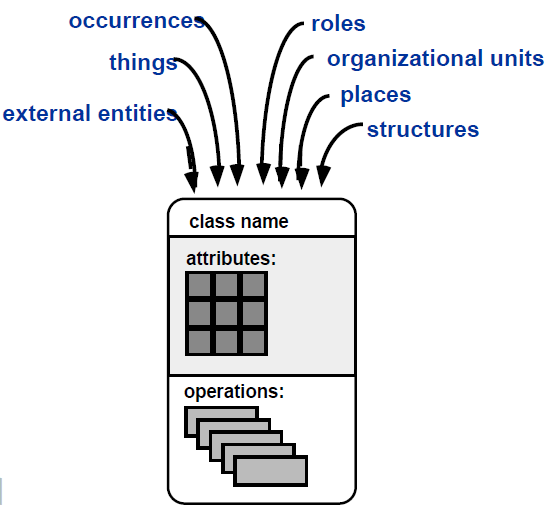 occurrences
roles
things
organizational units
places
external entities
structures
class name
attributes:
operations: